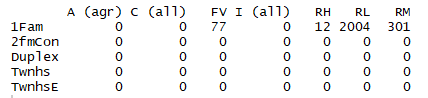 A (agr) C (all) FV I (all) RH RL RM
1Fam 0 0 77 0 12 2004 301
2fmCon 0 0 0 0 0 0 0
Duplex 0 0 0 0 0 0 0
Twnhs 0 0 0 0 0 0 0
TwnhsE 0 0 0 0 0 0 0